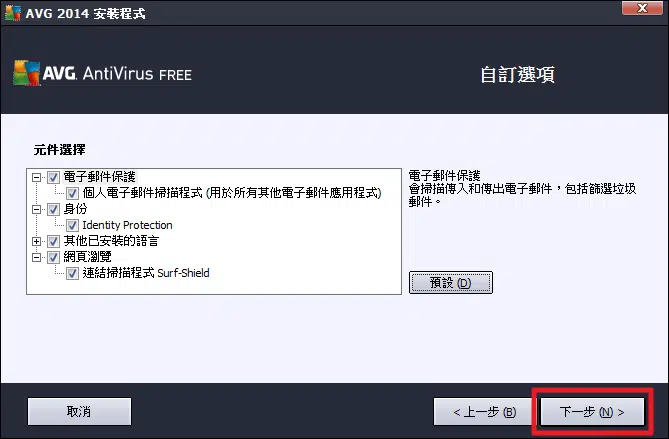 AVG 2014 安裝程式
AVG. AntiVirus FREE
自訂選項
元件選擇
電子郵件保護
個人電子郵件掃描程式 (用於所有其他電子郵件應用程式)
身份
Identity Protection
其他已安裝的語言
網頁瀏覽
連結掃描程式 Surf-Shield
電子郵件保護
會掃描傳入和傳出電子郵件，包括篩選垃圾
郵件。
預設 (D)
取消
< 上一步 (B)
下一步 (N) >